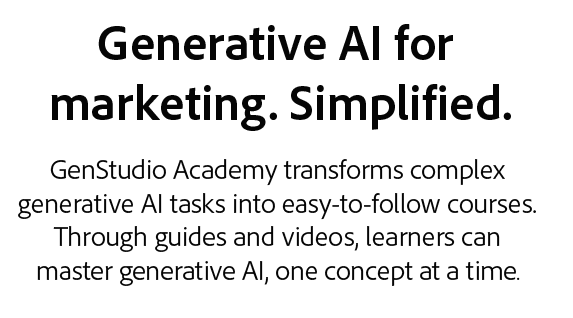 Generative AI for
marketing. Simplified.
GenStudio Academy transforms complex
generative AI tasks into easy-to-follow courses.
Through guides and videos, learners can
master generative AI, one concept at a time.